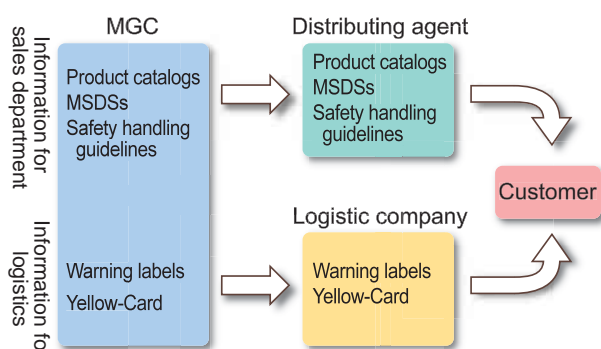 MGC
Distributing agent
Information for
sales department
Product catalogs
MSDSs
Safety handling
guidelines
Product catalogs
MSDSs
Safety handling
guidelines
Customer
Logistic company
Information fo
logistics
Warning labels
Yellow-Card
Warning labels
Yellow-Card